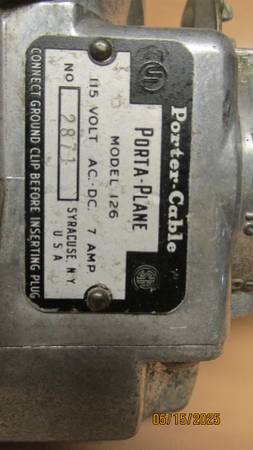 UL
Porter-Cable
PORTA-PLANE
MODEL 126
115 VOLT AC.-DC. 7 AMP
NO 2871 SYRACUSE, N.Y.
U S A
CONNECT GROUND CLIP BEFORE INSERTING PLUG
05/15/2025